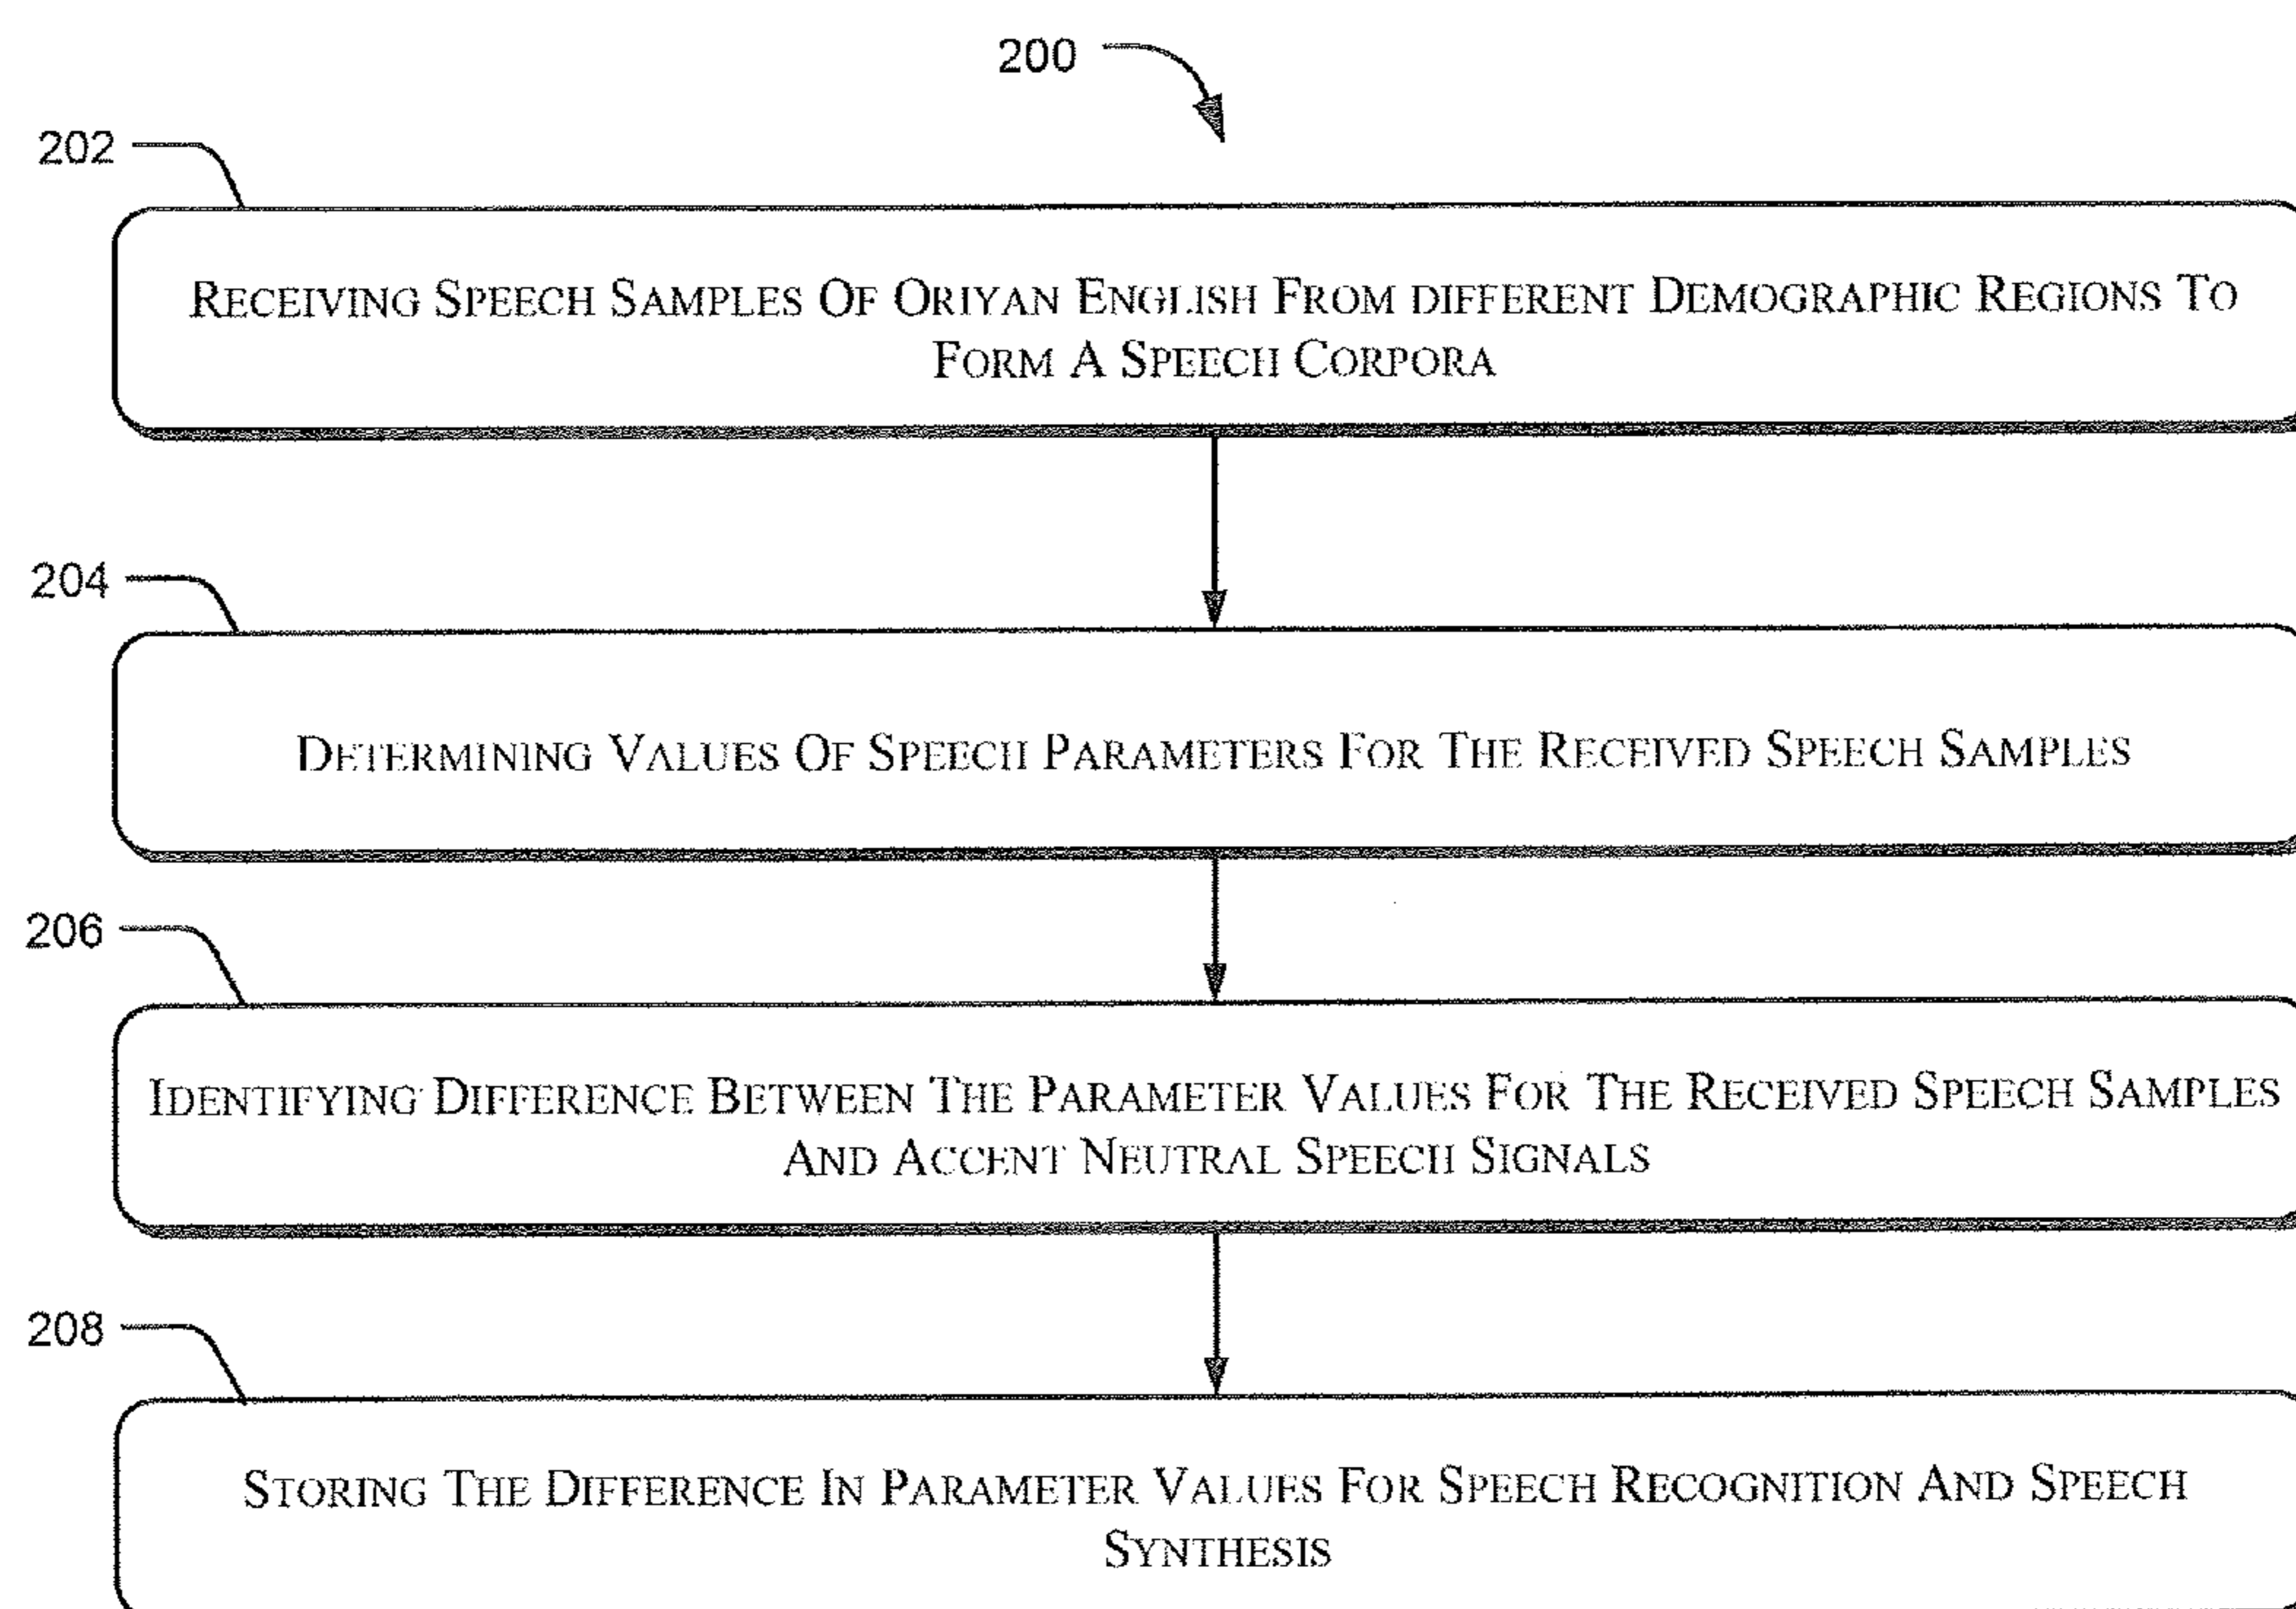 200
202
RECEIVING SPEECH SAMPLES OF ORIYAN ENGLISH FROM DIFFERENT DEMOGRAPHIC REGIONS TO
FORM A SPEECH CORPORA
204
DETERMINING VALUES OF SPEECH PARAMETERS FOR THE RECEIVED SPEECH SAMPLES
206
IDENTIFYING DIFFERENCE BETWEEN THE PARAMETER VALUES FOR THE RECEIVED SPEECH SAMPLES
AND ACCENT NEUTRAL SPEECH SIGNALS
208
STORING THE DIFFERENCE IN PARAMETER VALUES FOR SPEECH RECOGNITION AND SPEECH
SYNTHESIS